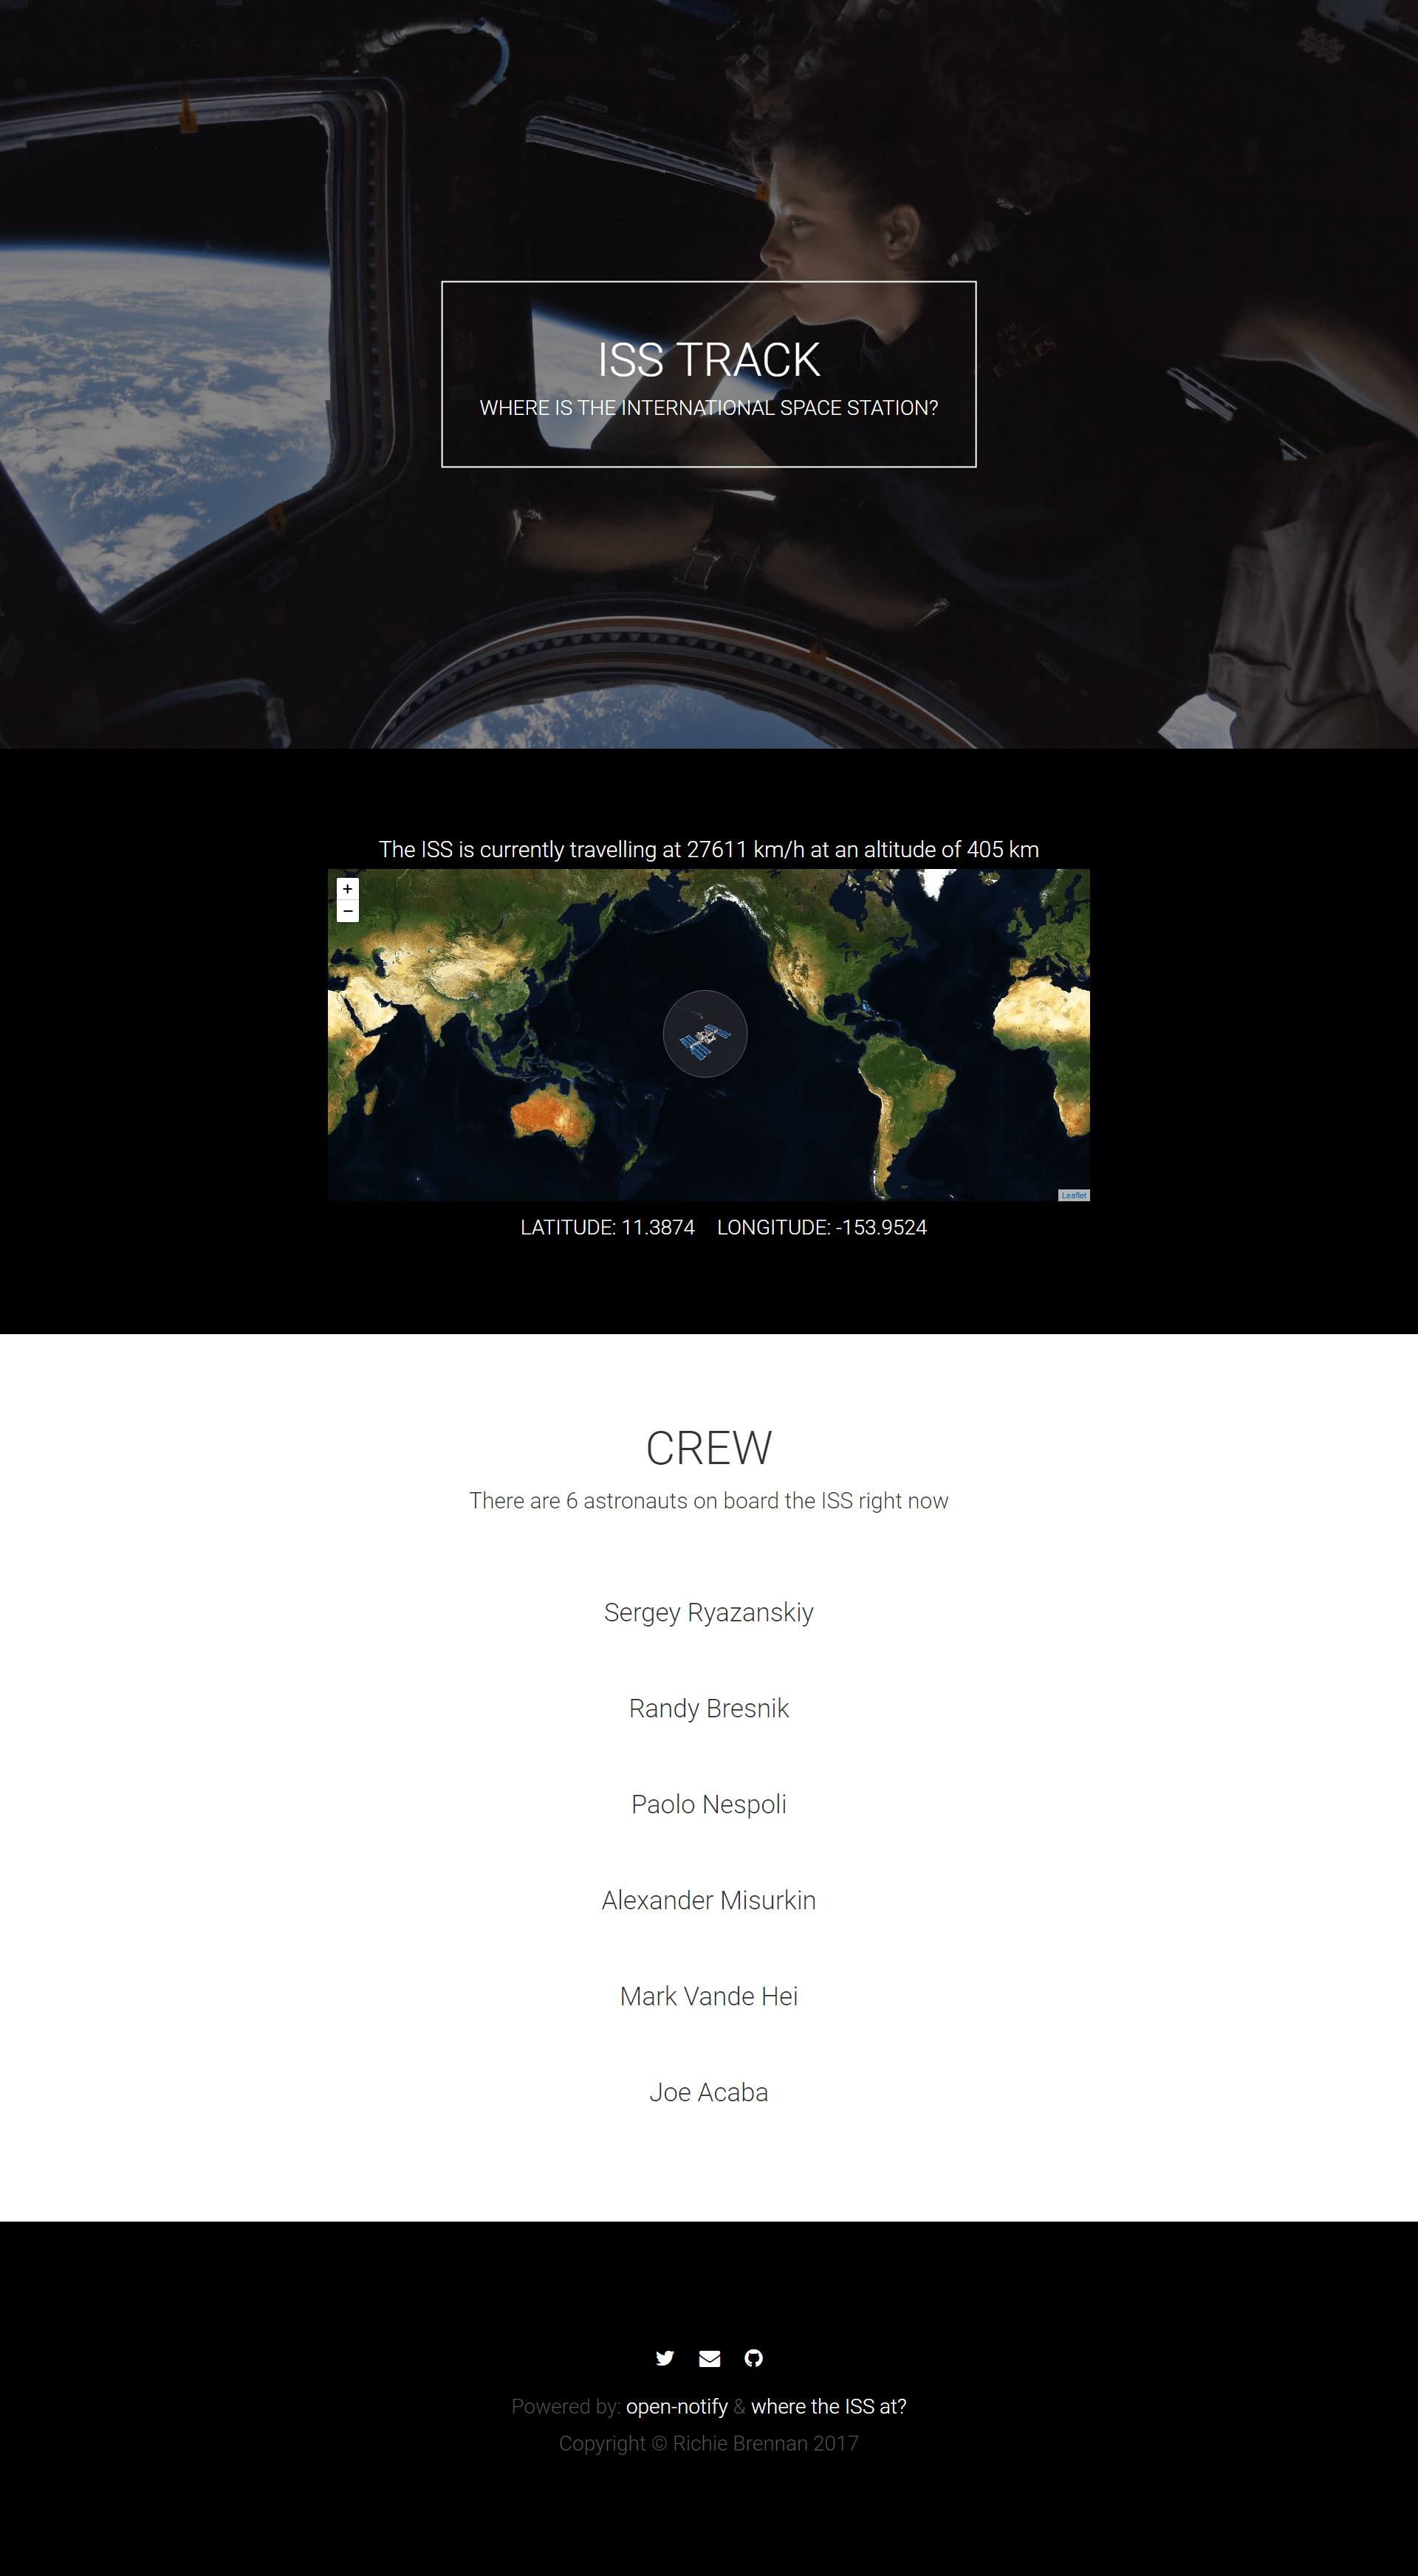 ISS TRACK
WHERE IS THE INTERNATIONAL SPACE STATION?
The ISS is currently travelling at 27611 km/h at an altitude of 405 km
+
−
Leaflet
LATITUDE: 11.3874 LONGITUDE: -153.9524
CREW
There are 6 astronauts on board the ISS right now
Sergey Ryazanskiy
Randy Bresnik
Paolo Nespoli
Alexander Misurkin
Mark Vande Hei
Joe Acaba
Powered by: open-notify & where the ISS at?
Copyright © Richie Brennan 2017